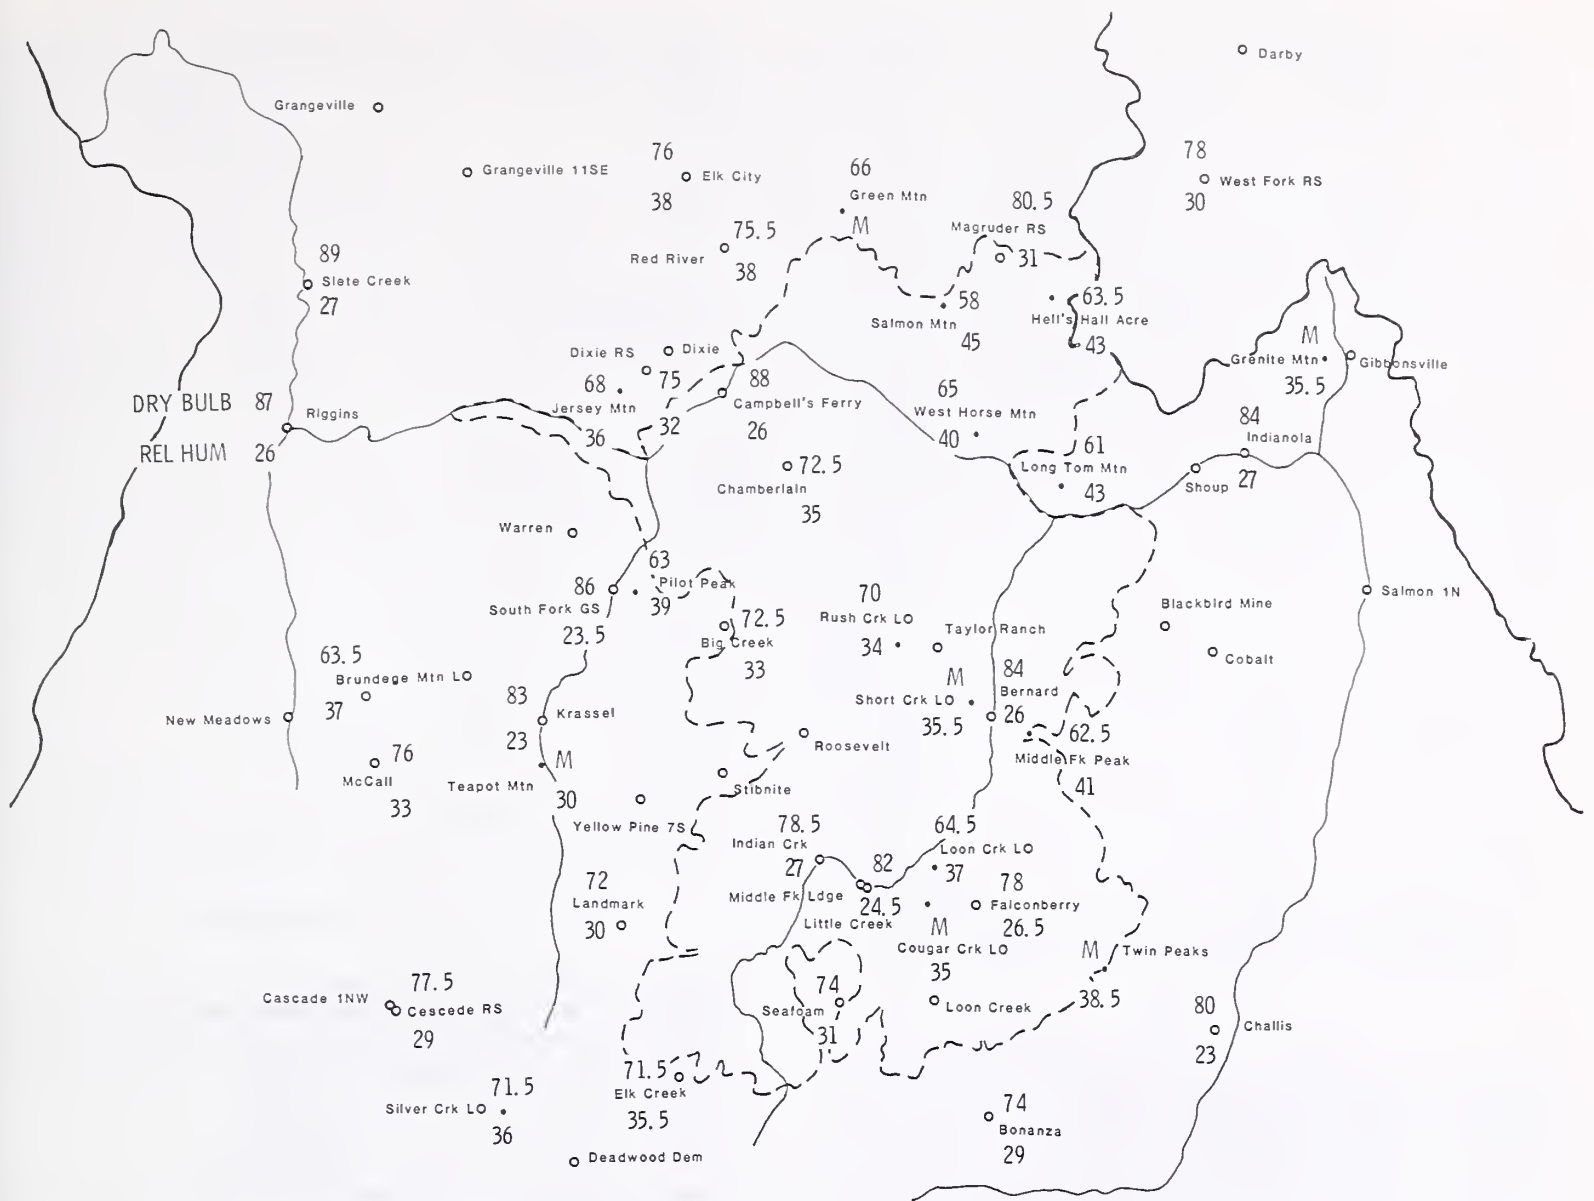 Darby
Grangeville
76
Grangeville 11SE
Elk City
38
66
Green Mtn
M
78
West Fork RS
30
80.5
Magruder RS
31
75.5
Red River
38
89
Slete Creek
27
58
Salmon Mtn
45
63.5
Hell's Hall Acre
43
M
Grenite Mtn
35.5
Gibbonsville
Dixie RS
Dixie
75
32
68
Jersey Mtn
36
88
Campbell's Ferry
26
DRY BULB 87
Riggins
REL HUM 26
65
West Horse Mtn
40
84
Indianola
27
61
Long Tom Mtn
43
Shoup
72.5
Chamberlain
35
Warren
63
Pilot Peak
39
86
South Fork GS
23.5
72.5
Big Creek
33
70
Rush Crk LO
34
Taylor Ranch
Blackbird Mine
Salmon 1N
Cobalt
63.5
Brundege Mtn LO
37
New Meadows
83
Krassel
23
M
Short Crk LO
35.5
84
Bernard
26
62.5
Middle Fk Peak
41
76
McCall
33
M
Teapot Mtn
30
Roosevelt
Stibnite
Yellow Pine 7S
78.5
Indian Crk
27
64.5
Loon Crk LO
37
82
Middle Fk Ldge
24.5
Little Creek
78
Falconberry
26.5
72
Landmark
30
M
Cougar Crk LO
35
M
Twin Peaks
38.5
Cascade 1NW
77.5
Cescede RS
29
74
Seafoam
31
Loon Creek
80
Challis
23
71.5
Elk Creek
35.5
71.5
Silver Crk LO
36
74
Bonanza
29
Deadwood Dem